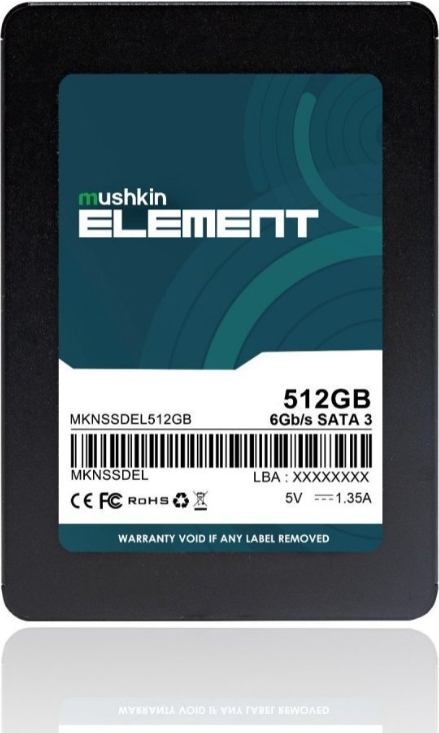 mushkin
ELEMENT
512GB
MKNSSDEL512GB
6Gb/s SATA 3
MKNSSDEL
LBA : XXXXXXXX
CE FC RoHS
5V ⎓1.35A
WARRANTY VOID IF ANY LABEL REMOVED